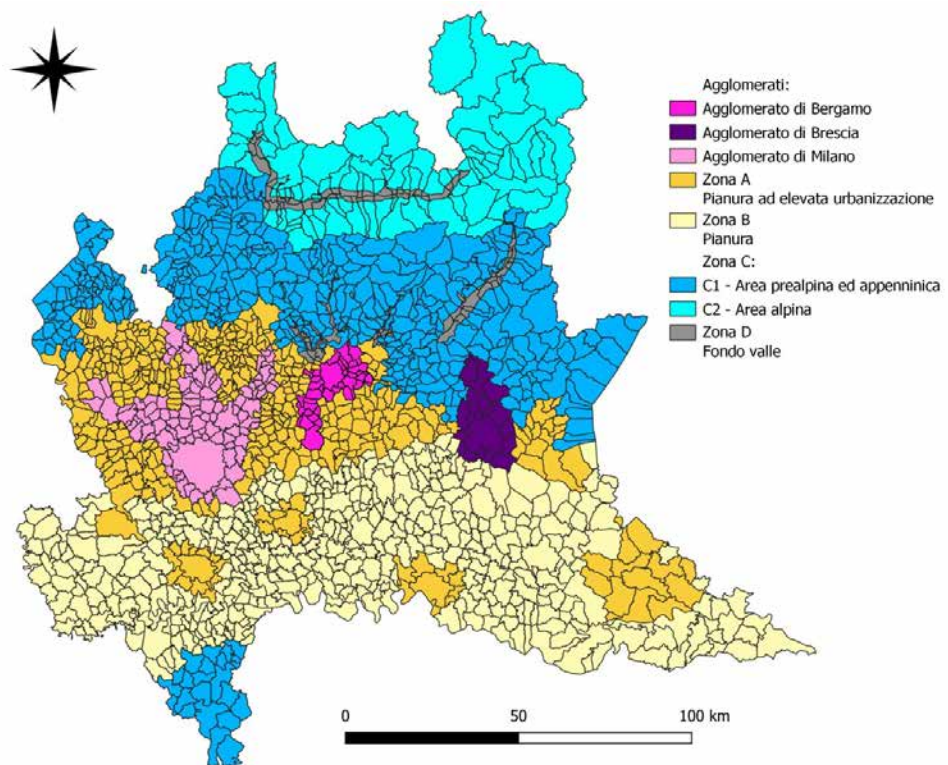 Agglomerati:
Agglomerato di Bergamo
Agglomerato di Brescia
Agglomerato di Milano
Zona A
Pianura ad elevata urbanizzazione
Zona B
Pianura
Zona C:
C1 - Area prealpina ed appenninica
C2 - Area alpina
Zona D
Fondo valle
0 50 100 km